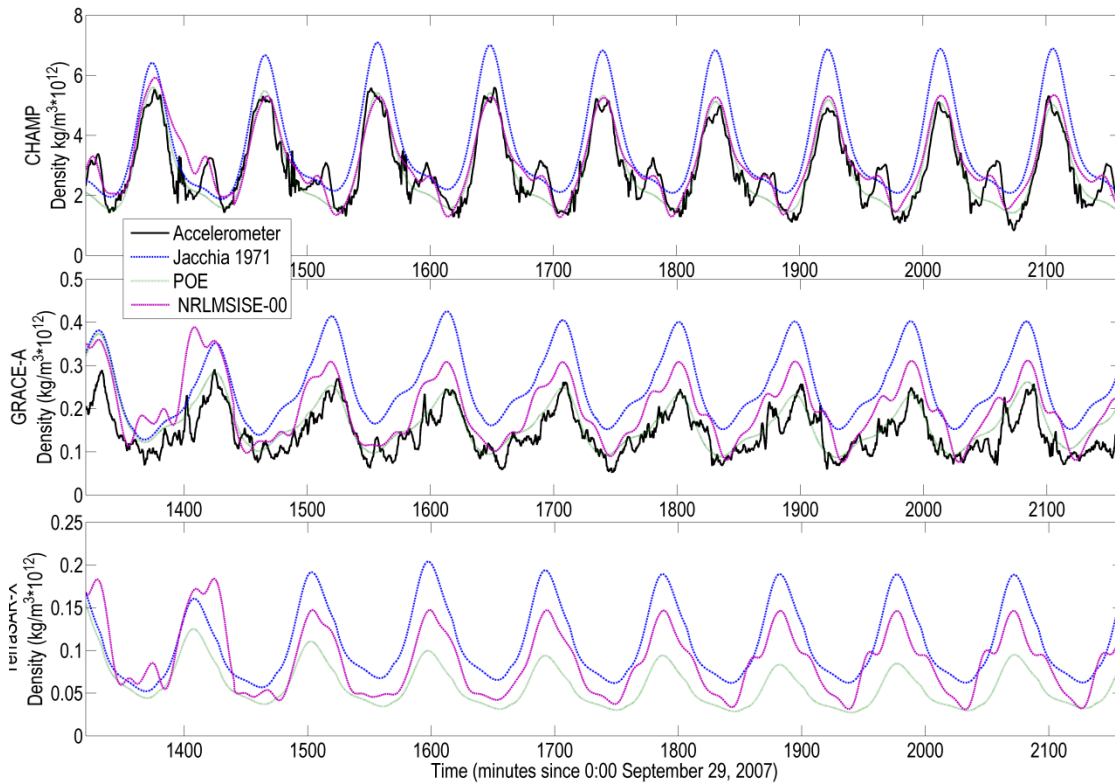 8
6
4
2
0
CHAMP
Density kg/m³*10¹²
Accelerometer
Jacchia 1971
POE
NRLMSISE-00
1500 1600 1700 1800 1900 2000 2100
0.5
0.4
0.3
0.2
0.1
0
GRACE-A
Density (kg/m³*10¹²
1400 1500 1600 1700 1800 1900 2000 2100
0.25
0.2
0.15
0.1
0.05
0
Density (kg/m³*10¹²
1400 1500 1600 1700 1800 1900 2000 2100
Time (minutes since 0:00 September 29, 2007)